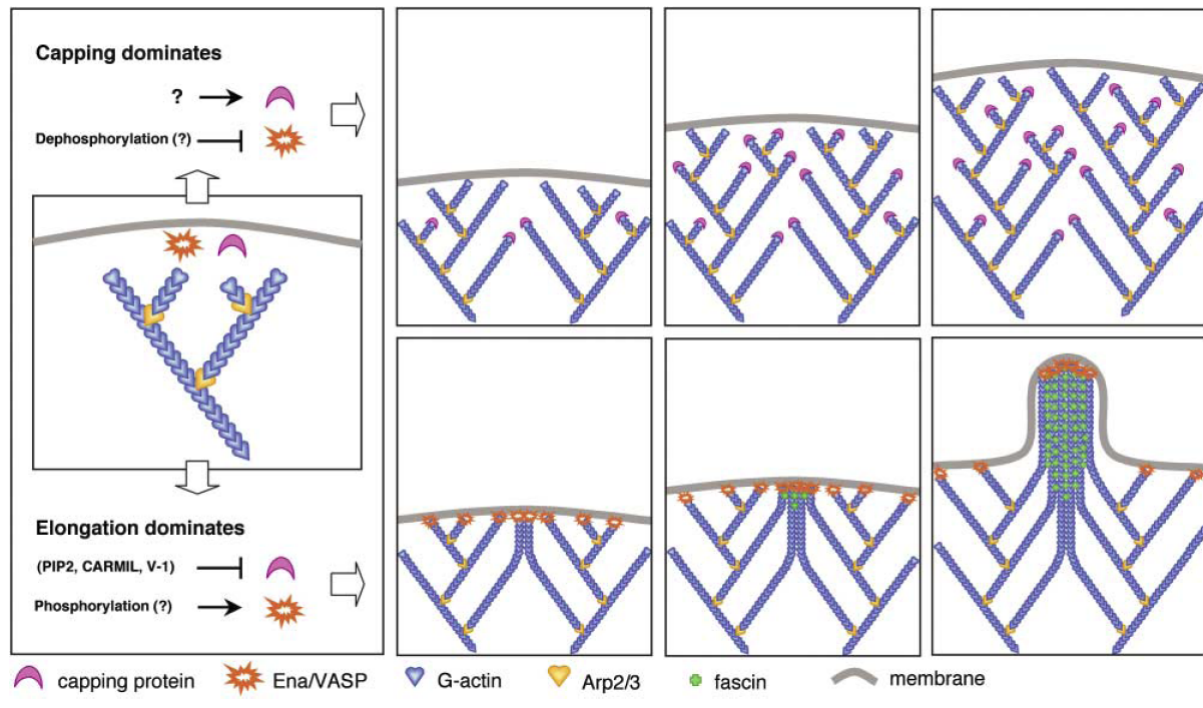 Capping dominates
?
Dephosphorylation (?)
Elongation dominates
(PIP2, CARMIL, V-1)
Phosphorylation (?)
capping protein
Ena/VASP
G-actin
Arp2/3
fascin
membrane